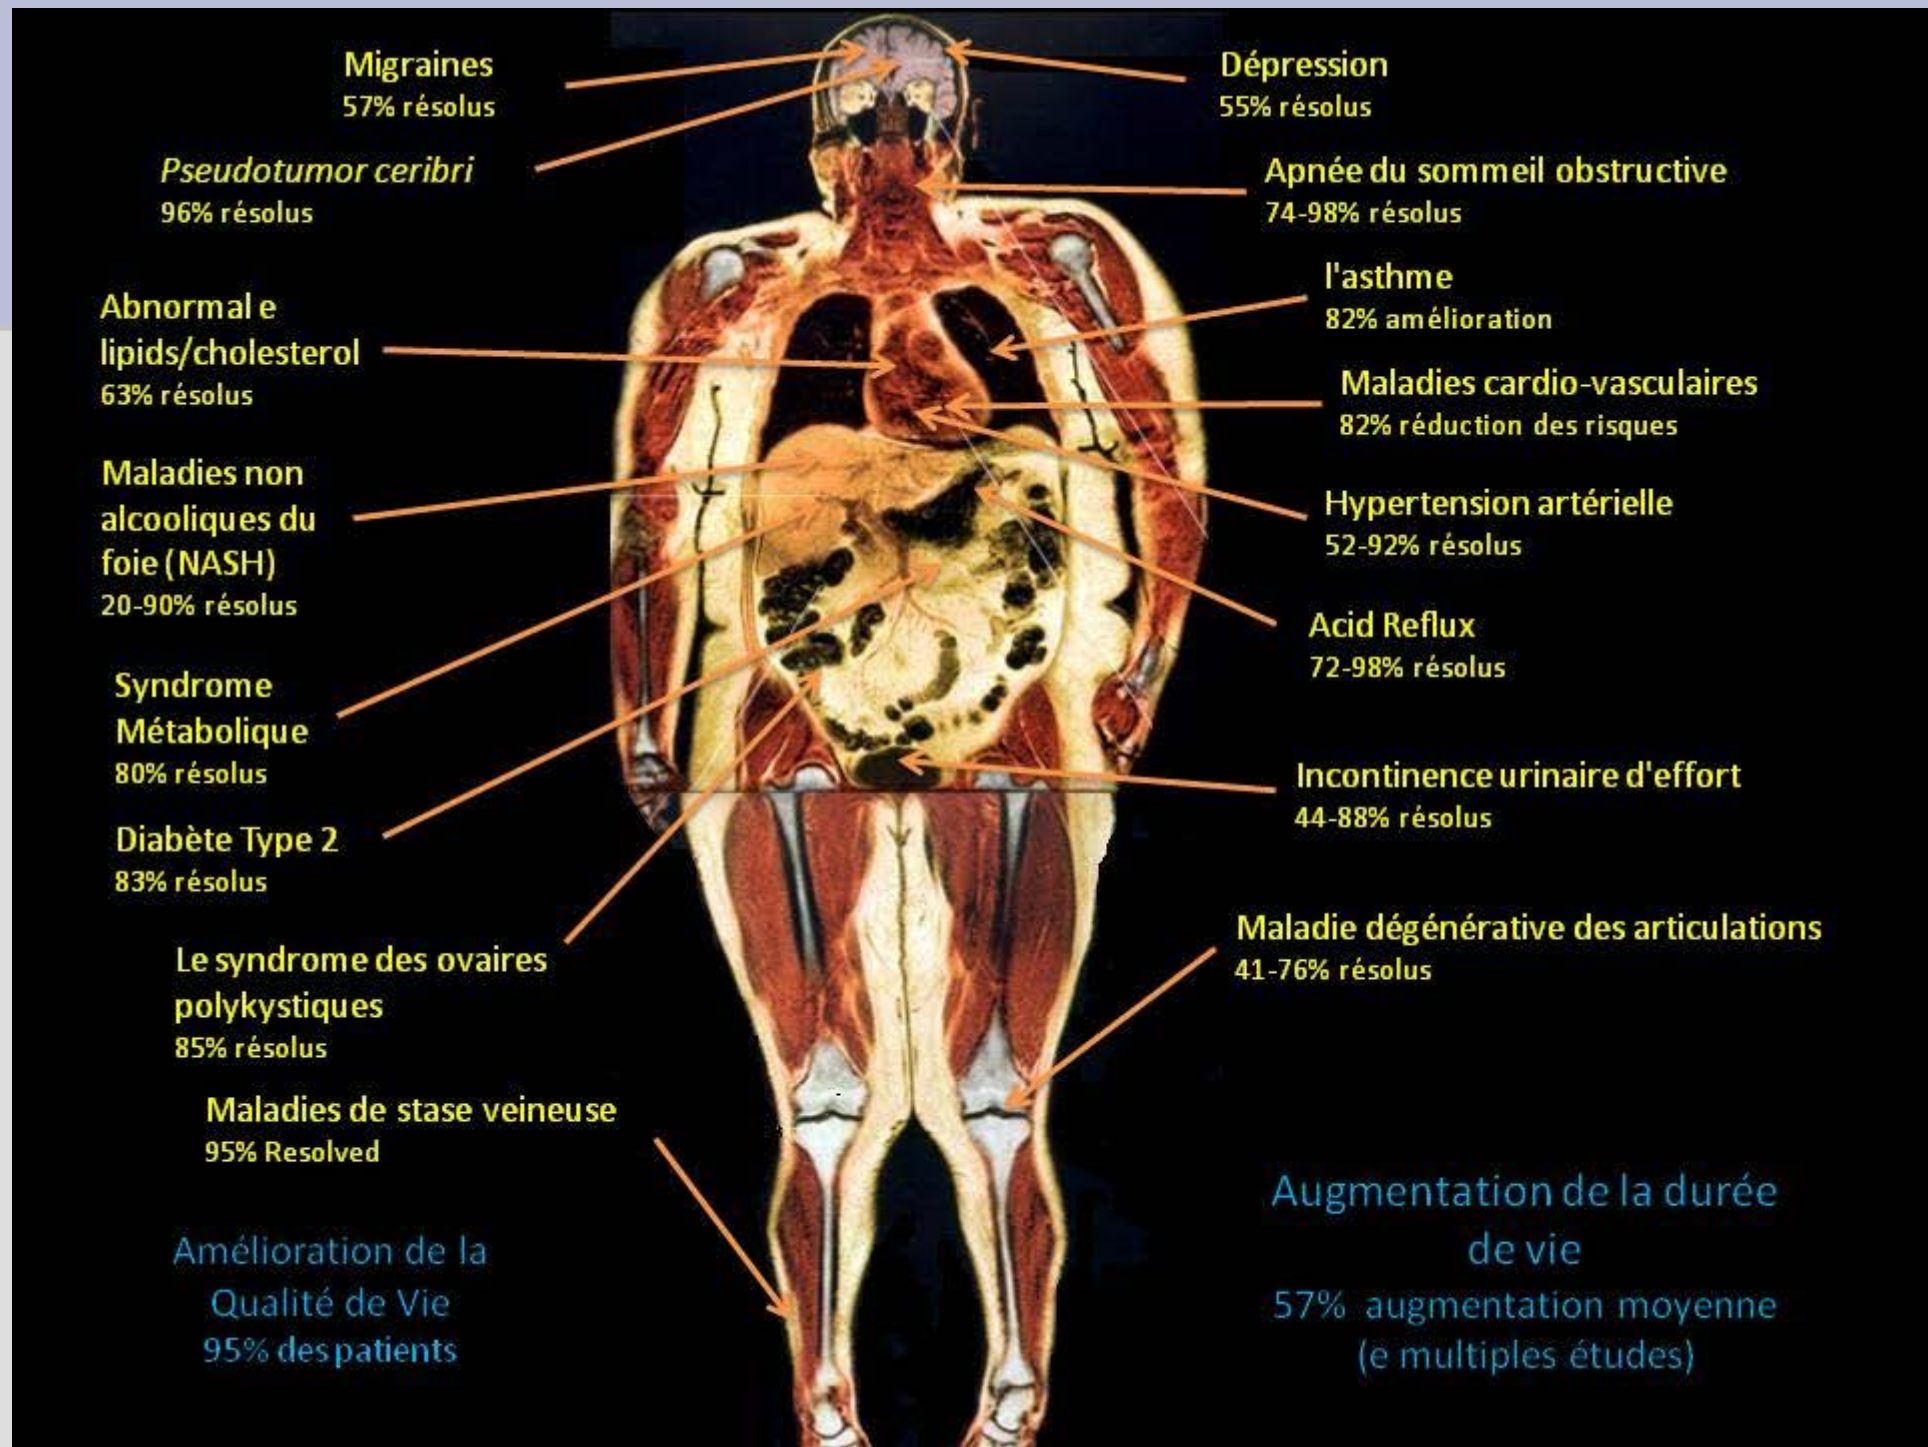 Migraines
57% résolus
Pseudotumor ceribri
96% résolus
Abnormal e
lipids/cholesterol
63% résolus
Maladies non
alcooliques du
foie (NASH)
20-90% résolus
Syndrome
Métabolique
80% résolus
Diabète Type 2
83% résolus
Le syndrome des ovaires
polykystiques
85% résolus
Maladies de stase veineuse
95% Resolved
Amélioration de la
Qualité de Vie
95% des patients
Dépression
55% résolus
Apnée du sommeil obstructive
74-98% résolus
l'asthme
82% amélioration
Maladies cardio-vasculaires
82% réduction des risques
Hypertension artérielle
52-92% résolus
Acid Reflux
72-98% résolus
Incontinence urinaire d'effort
44-88% résolus
Maladie dégénérative des articulations
41-76% résolus
Augmentation de la durée
de vie
57% augmentation moyenne
(e multiples études)